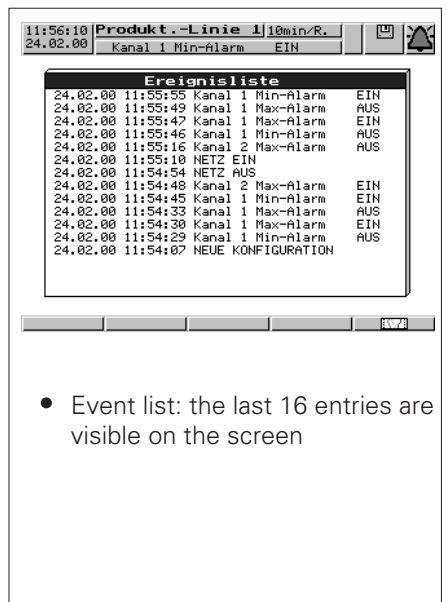 11:56:10 Produkt.-Linie 1 10min/R.
24.02.00 Kanal 1 Min-Alarm EIN
Ereignisliste
24.02.00 11:55:55 Kanal 1 Min-Alarm EIN
24.02.00 11:55:49 Kanal 1 Max-Alarm AUS
24.02.00 11:55:47 Kanal 1 Max-Alarm EIN
24.02.00 11:55:46 Kanal 1 Min-Alarm AUS
24.02.00 11:55:16 Kanal 2 Max-Alarm AUS
24.02.00 11:55:10 NETZ EIN
24.02.00 11:54:54 NETZ AUS
24.02.00 11:54:48 Kanal 2 Max-Alarm EIN
24.02.00 11:54:45 Kanal 1 Min-Alarm EIN
24.02.00 11:54:33 Kanal 1 Max-Alarm AUS
24.02.00 11:54:30 Kanal 1 Max-Alarm EIN
24.02.00 11:54:29 Kanal 1 Min-Alarm AUS
24.02.00 11:54:07 NEUE KONFIGURATION
• Event list: the last 16 entries are
visible on the screen